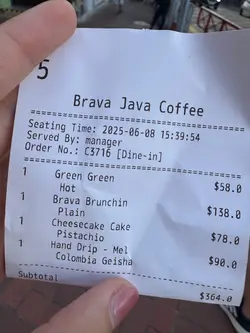 5
Brava Java Coffee
Seating Time: 2025-06-08 15:39:54
Served By: manager
Order No.: C3716 [Dine-in]
1 Green Green $58.0
Hot
1 Brava Brunchin $138.0
Plain
1 Cheesecake Cake $78.0
Pistachio
1 Hand Drip - Mel $90.0
Colombia Geisha
Subtotal $364.0